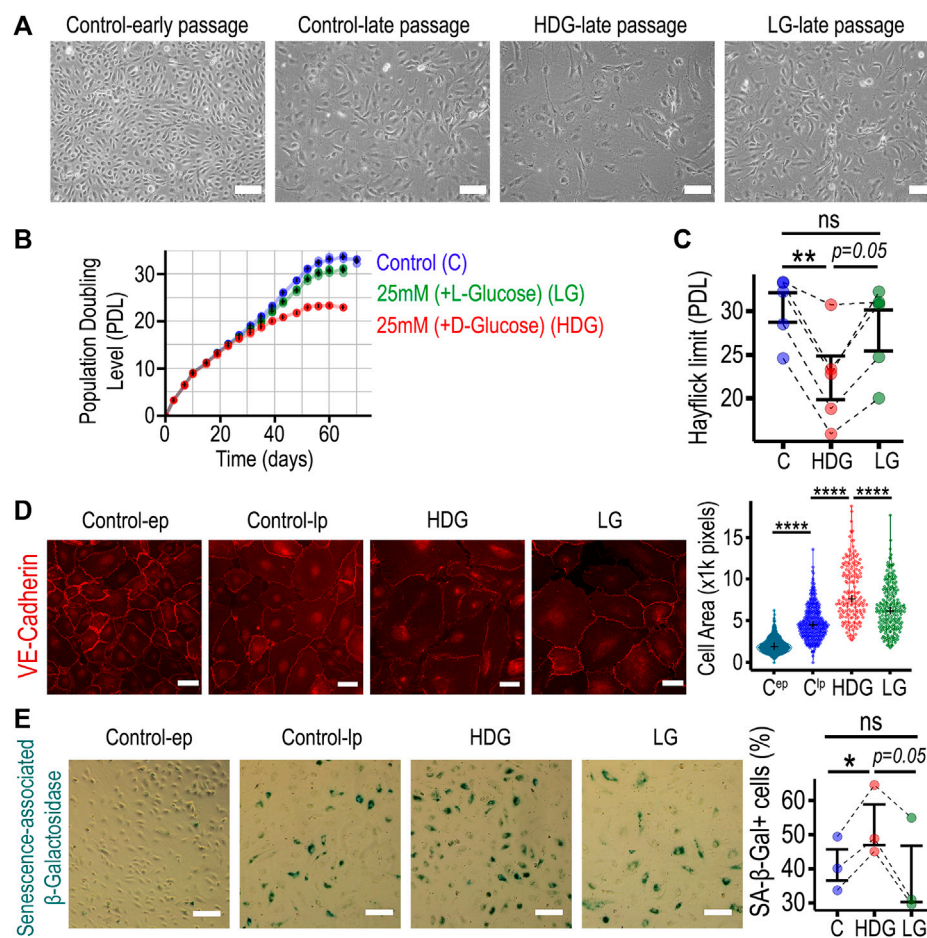 A
Control-early passage
Control-late passage
HDG-late passage
LG-late passage
B
Population Doubling
Level (PDL)
30
20
10
0
0
20
40
60
Time (days)
Control (C)
25mM (+L-Glucose) (LG)
25mM (+D-Glucose) (HDG)
C
ns
**
p=0.05
Hayflick limit (PDL)
30
25
20
C
HDG
LG
D
Control-ep
Control-lp
HDG
LG
VE-Cadherin
****
****
****
Cell Area (x1k pixels)
15
10
5
0
Cep
Clp
HDG
LG
E
Control-ep
Control-lp
HDG
LG
Senescence-associated
β-Galactosidase
ns
*
p=0.05
SA-β-Gal+ cells (%)
60
50
40
30
C
HDG
LG